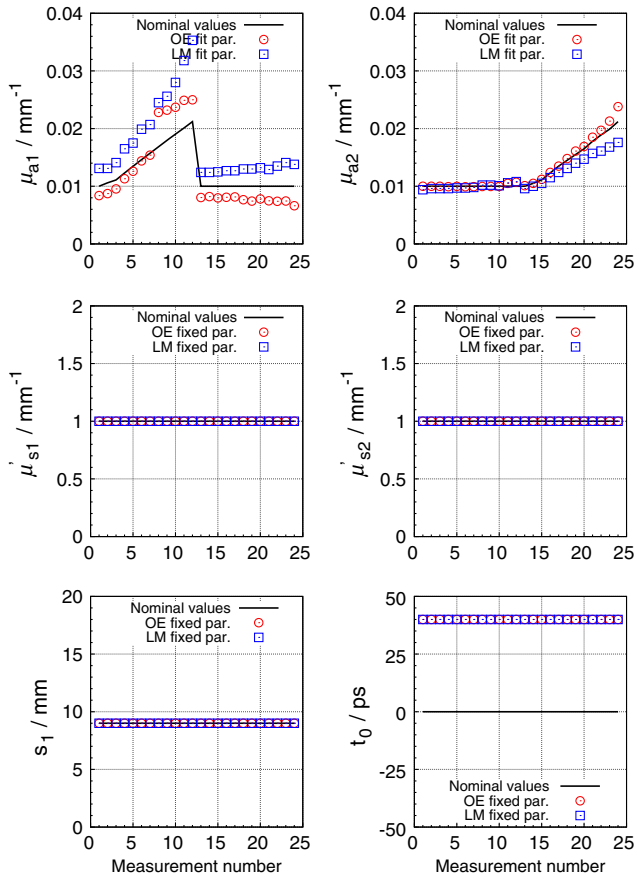 0.04
0.03
0.02
0.01
0
μa1 / mm-1
Nominal values
OE fit par.
LM fit par.
0 5 10 15 20 25
0.04
0.03
0.02
0.01
0
μa2 / mm-1
Nominal values
OE fit par.
LM fit par.
0 5 10 15 20 25
2
1.5
1
0.5
0
μ's1 / mm-1
Nominal values
OE fixed par.
LM fixed par.
0 5 10 15 20 25
2
1.5
1
0.5
0
μ's2 / mm-1
Nominal values
OE fixed par.
LM fixed par.
0 5 10 15 20 25
20
15
10
5
0
s1 / mm
Nominal values
OE fixed par.
LM fixed par.
0 5 10 15 20 25
Measurement number
50
25
0
-25
-50
t0 / ps
Nominal values
OE fixed par.
LM fixed par.
0 5 10 15 20 25
Measurement number